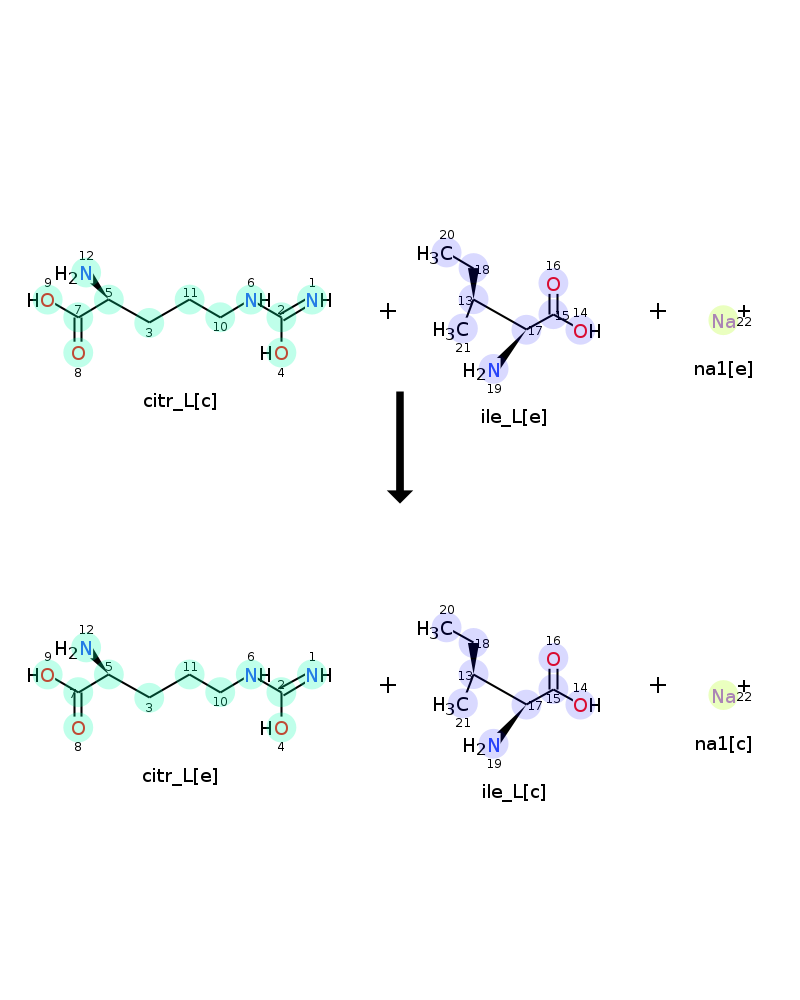 20
H3C
18
12
H2N
9
HO
5
7
8
O
3
11
10
6
NH
2
1
NH
HO
4
+
13
H3C
21
17
H2N
19
16
O
15
14
OH
+
Na+
22
citr_L[c]
ile_L[e]
na1[e]
20
H3C
18
12
H2N
9
HO
5
7
8
O
3
11
10
6
NH
2
1
NH
HO
4
+
13
H3C
21
17
H2N
19
16
O
15
14
OH
+
Na+
22
citr_L[e]
ile_L[c]
na1[c]